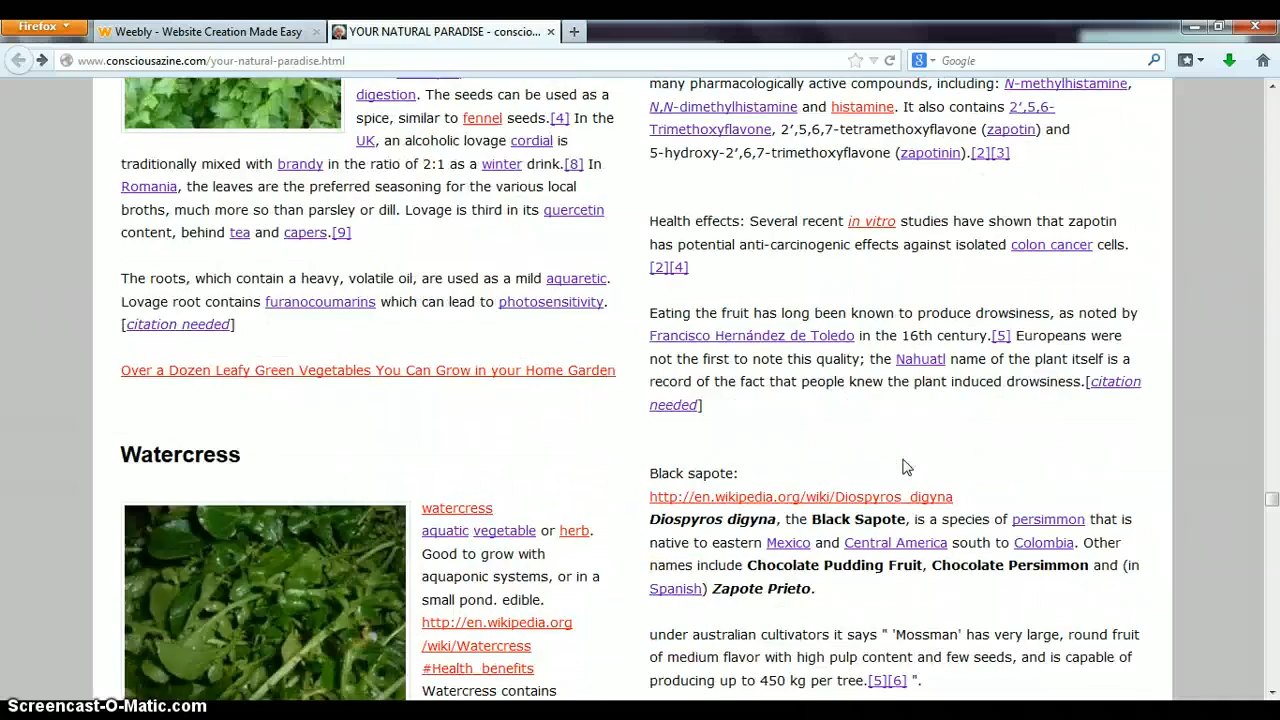 Firefox
Weebly - Website Creation Made Easy
YOUR NATURAL PARADISE - conscio...
www.consciousazine.com/your-natural-paradise.html
Google
digestion. The seeds can be used as a
spice, similar to fennel seeds.[4] In the
UK, an alcoholic lovage cordial is
traditionally mixed with brandy in the ratio of 2:1 as a winter drink.[8] In
Romania, the leaves are the preferred seasoning for the various local
broths, much more so than parsley or dill. Lovage is third in its quercetin
content, behind tea and capers.[9]
The roots, which contain a heavy, volatile oil, are used as a mild aquaretic.
Lovage root contains furanocoumarins which can lead to photosensitivity.
[citation needed]
Over a Dozen Leafy Green Vegetables You Can Grow in your Home Garden
Watercress
watercress
aquatic vegetable or herb.
Good to grow with
aquaponic systems, or in a
small pond. edible.
http://en.wikipedia.org
/wiki/Watercress
#Health_benefits
Watercress contains
many pharmacologically active compounds, including: N-methylhistamine,
N,N-dimethylhistamine and histamine. It also contains 2′,5,6-
Trimethoxyflavone, 2′,5,6,7-tetramethoxyflavone (zapotin) and
5-hydroxy-2′,6,7-trimethoxyflavone (zapotinin).[2][3]
Health effects: Several recent in vitro studies have shown that zapotin
has potential anti-carcinogenic effects against isolated colon cancer cells.
[2][4]
Eating the fruit has long been known to produce drowsiness, as noted by
Francisco Hernández de Toledo in the 16th century.[5] Europeans were
not the first to note this quality; the Nahuatl name of the plant itself is a
record of the fact that people knew the plant induced drowsiness.[citation
needed]
Black sapote:
http://en.wikipedia.org/wiki/Diospyros_digyna
Diospyros digyna, the Black Sapote, is a species of persimmon that is
native to eastern Mexico and Central America south to Colombia. Other
names include Chocolate Pudding Fruit, Chocolate Persimmon and (in
Spanish) Zapote Prieto.
under australian cultivators it says " 'Mossman' has very large, round fruit
of medium flavor with high pulp content and few seeds, and is capable of
producing up to 450 kg per tree.[5][6] ".
Screencast-O-Matic.com